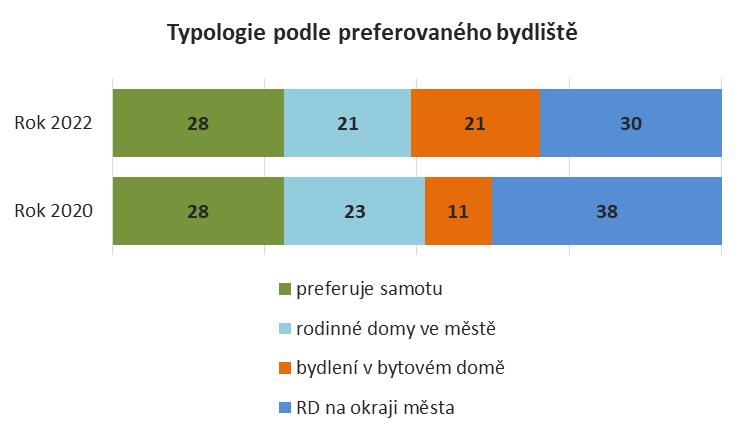 Typologie podle preferovaného bydliště
Rok 2022
28 21 21 30
Rok 2020
28 23 11 38
preferuje samotu
rodinné domy ve městě
bydlení v bytovém domě
RD na okraji města